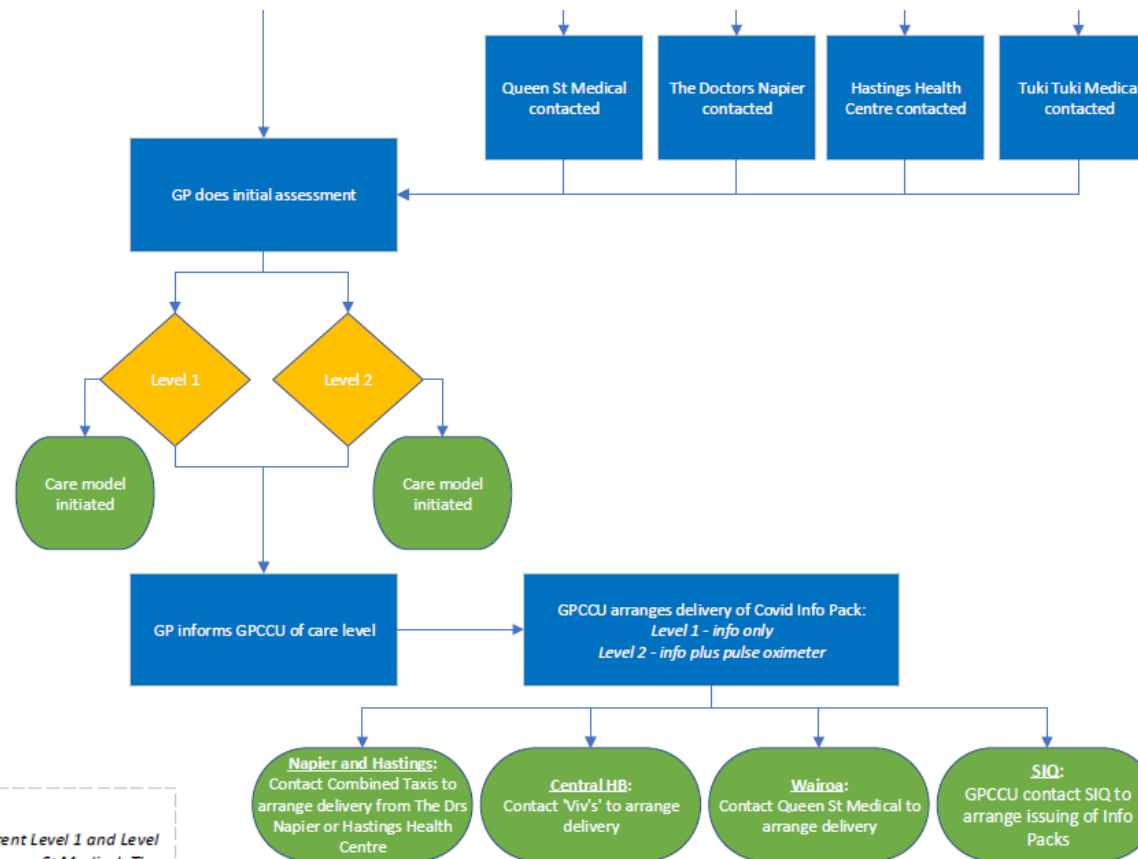 Queen St Medical
contacted
The Doctors Napier
contacted
Hastings Health
Centre contacted
Tuki Tuki Medical
contacted
GP does initial assessment
Level 1
Level 2
Care model
initiated
Care model
initiated
GP informs GPCCU of care level
GPCCU arranges delivery of Covid Info Pack:
Level 1 - info only
Level 2 - info plus pulse oximeter
Napier and Hastings:
Contact Combined Taxis to
arrange delivery from The Drs
Napier or Hastings Health
Centre
Central HB:
Contact 'Viv's' to arrange
delivery
Wairoa:
Contact Queen St Medical to
arrange delivery
SIQ:
GPCCU contact SIQ to
arrange issuing of Info
Packs
rent Level 1 and Level